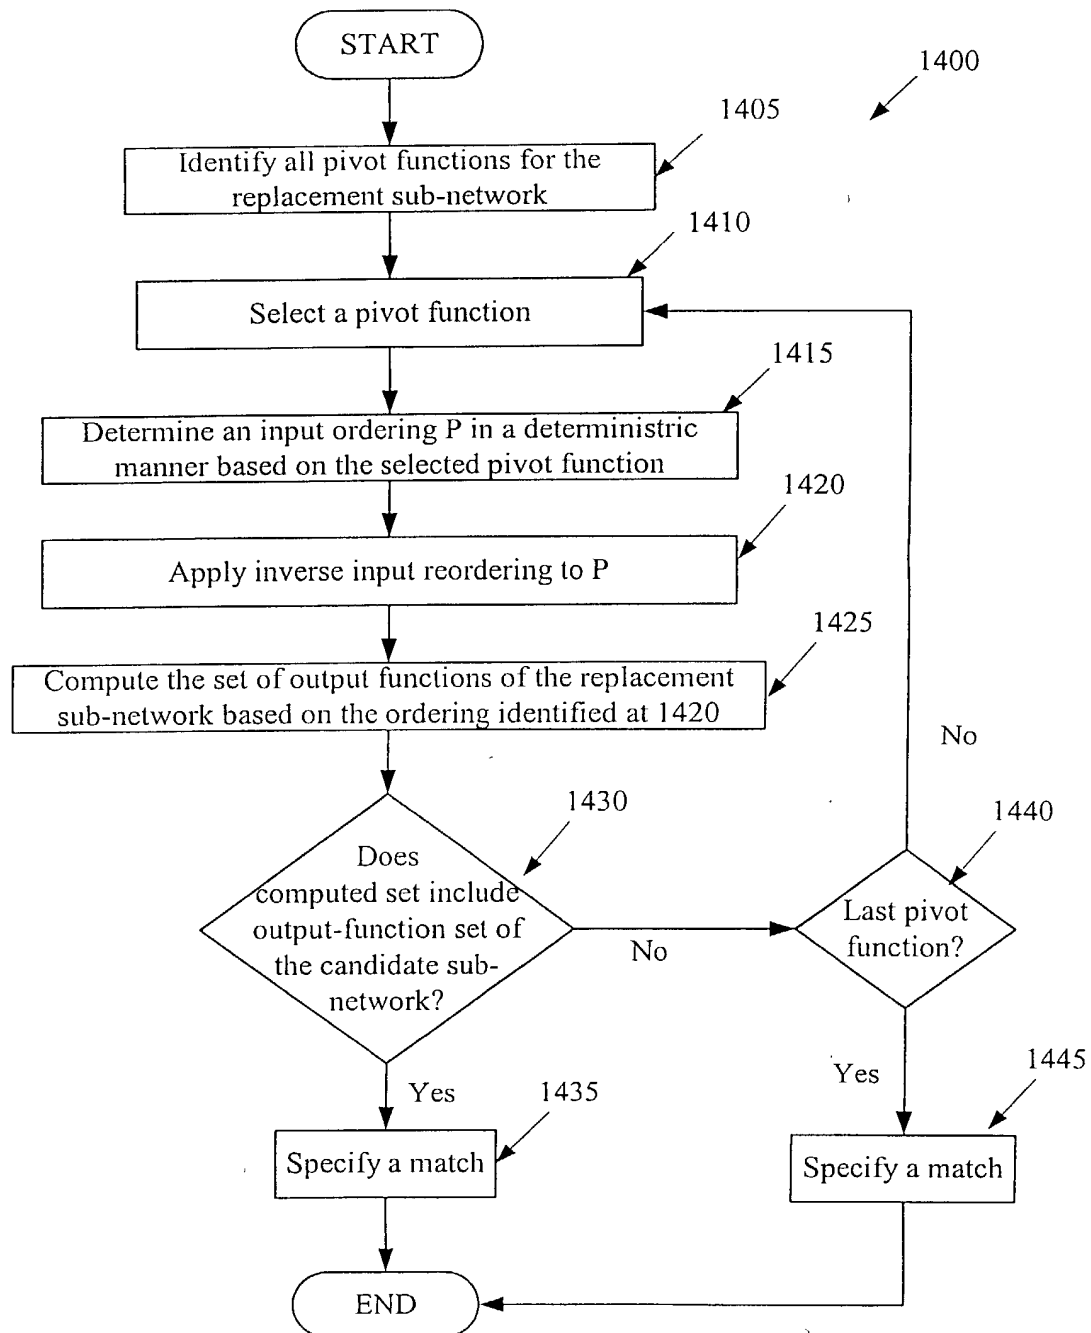 START
1400
1405
Identify all pivot functions for the
replacement sub-network
1410
Select a pivot function
1415
Determine an input ordering P in a deterministric
manner based on the selected pivot function
1420
Apply inverse input reordering to P
1425
Compute the set of output functions of the replacement
sub-network based on the ordering identified at 1420
No
1430
Does
computed set include
output-function set of
the candidate sub-
network?
No
1440
Last pivot
function?
Yes
1435
Specify a match
Yes
1445
Specify a match
END